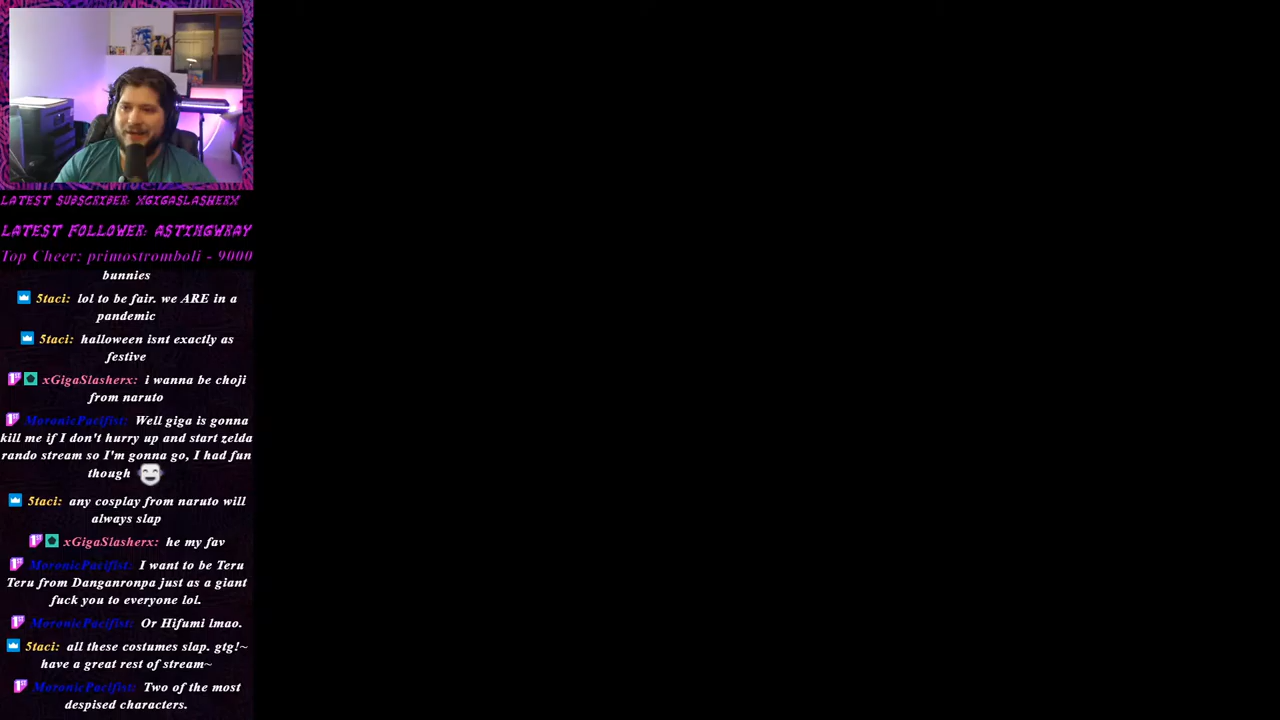 LATEST SUBSCRIBER: XGIGASLASHERX
LATEST FOLLOWER: ASTINGWRAY
Top Cheer: primostromboli - 9000
bunnies
5taci: lol to be fair. we ARE in a
pandemic
5taci: halloween isnt exactly as
festive
xGigaSlasherx: i wanna be choji
from naruto
MoronicPacifist: Well giga is gonna
kill me if I don't hurry up and start zelda
rando stream so I'm gonna go, I had fun
though
5taci: any cosplay from naruto will
always slap
xGigaSlasherx: he my fav
MoronicPacifist: I want to be Teru
Teru from Danganronpa just as a giant
fuck you to everyone lol.
MoronicPacifist: Or Hifumi lmao.
5taci: all these costumes slap. gtg!~
have a great rest of stream~
MoronicPacifist: Two of the most
despised characters.